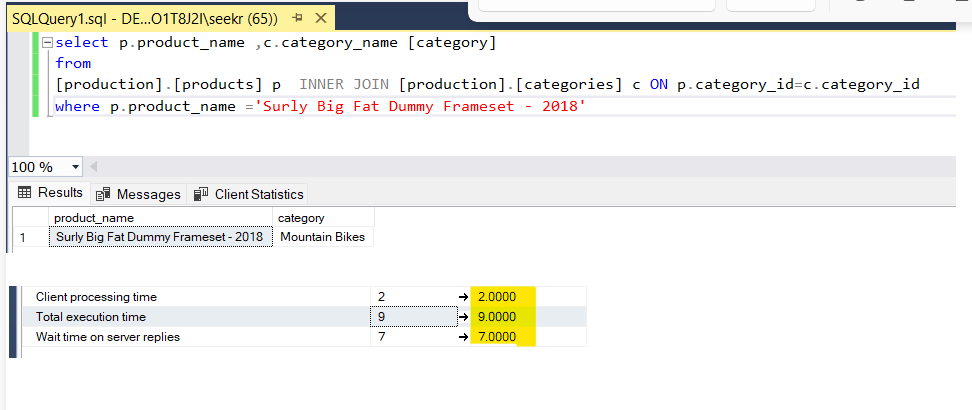 SQLQuery1.sql - DE...O1T8J2I\seekr (65))
select p.product_name ,c.category_name [category]
from
[production].[products] p INNER JOIN [production].[categories] c ON p.category_id=c.category_id
where p.product_name ='Surly Big Fat Dummy Frameset - 2018'
100 %
Results Messages Client Statistics
product_name category
1 Surly Big Fat Dummy Frameset - 2018 Mountain Bikes
Client processing time 2 → 2.0000
Total execution time 9 → 9.0000
Wait time on server replies 7 → 7.0000